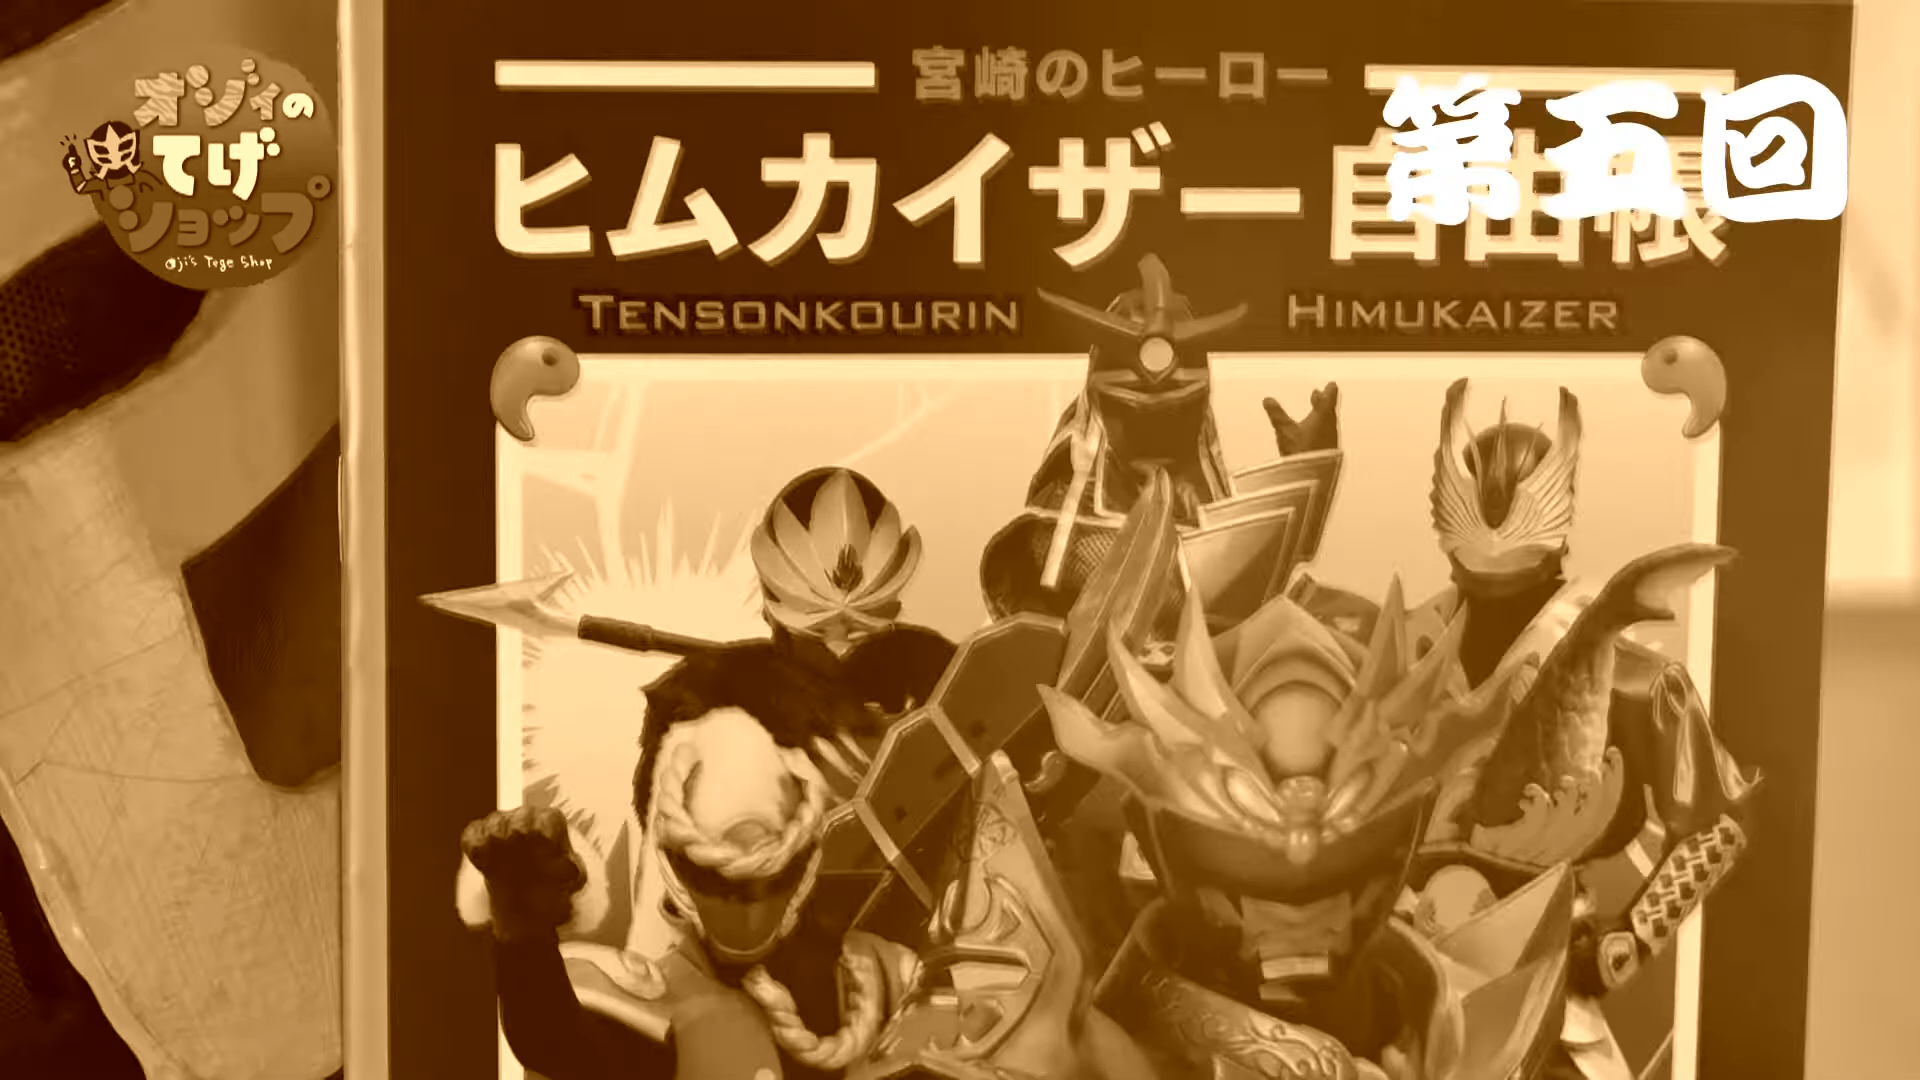 オジィの
てげ
ショップ
Oji's Tege Shop
宮崎のヒーロー
第五回
ヒムカイザー自由帳
TENSONKOURIN
HIMUKAIZER